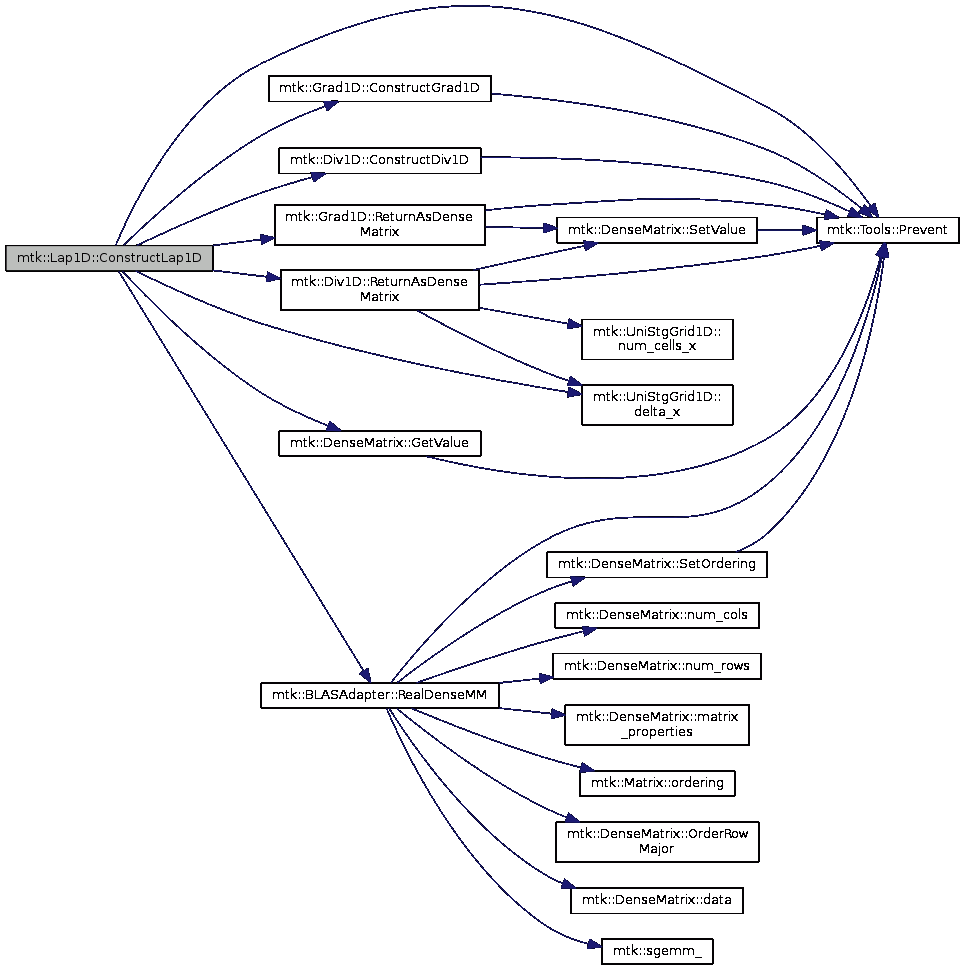 mtk::Grad1D::ConstructGrad1D
mtk::Div1D::ConstructDiv1D
mtk::Grad1D::ReturnAsDense
Matrix
mtk::DenseMatrix::SetValue
mtk::Tools::Prevent
mtk::Lap1D::ConstructLap1D
mtk::Div1D::ReturnAsDense
Matrix
mtk::UniStgGrid1D::
num_cells_x
mtk::UniStgGrid1D::
delta_x
mtk::DenseMatrix::GetValue
mtk::DenseMatrix::SetOrdering
mtk::DenseMatrix::num_cols
mtk::DenseMatrix::num_rows
mtk::BLASAdapter::RealDenseMM
mtk::DenseMatrix::matrix
_properties
mtk::Matrix::ordering
mtk::DenseMatrix::OrderRow
Major
mtk::DenseMatrix::data
mtk::sgemm_